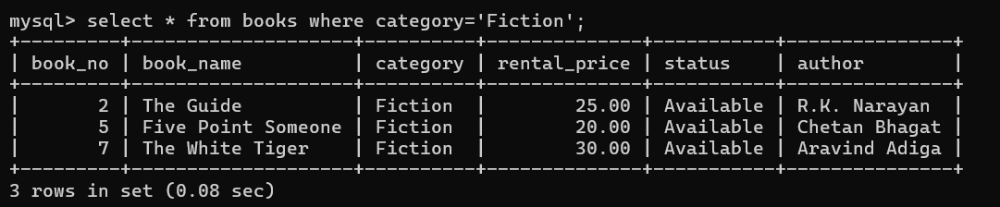 mysql> select * from books where category='Fiction';
+---------+--------------------+----------+--------------+-----------+---------------+
| book_no | book_name          | category | rental_price | status    | author        |
+---------+--------------------+----------+--------------+-----------+---------------+
|       2 | The Guide          | Fiction  |        25.00 | Available | R.K. Narayan  |
|       5 | Five Point Someone | Fiction  |        20.00 | Available | Chetan Bhagat |
|       7 | The White Tiger    | Fiction  |        30.00 | Available | Aravind Adiga |
+---------+--------------------+----------+--------------+-----------+---------------+
3 rows in set (0.08 sec)